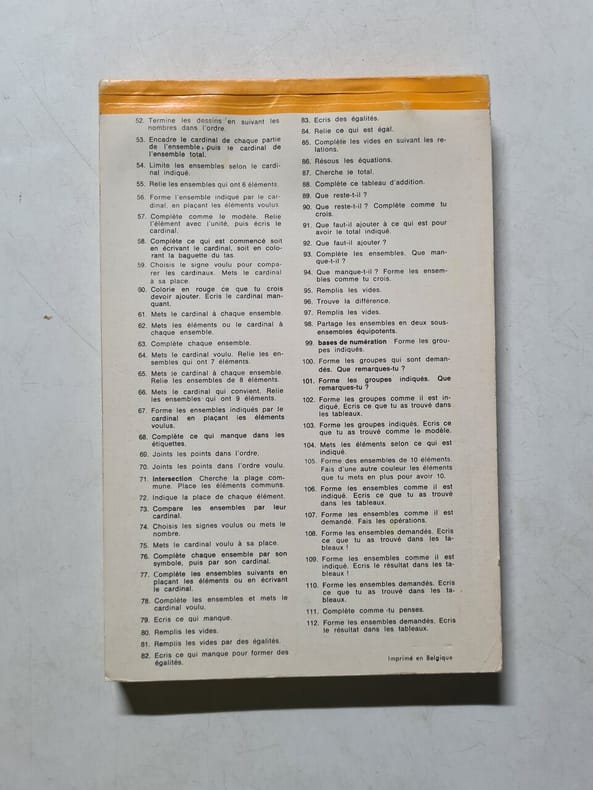 52. Termine les dessins en suivant les
nombres dans l'ordre.
53. Encadre le cardinal de chaque partie
de l'ensemble, puis le cardinal de
l'ensemble total.
54. Limite les ensembles selon le cardi-
nal indiqué.
55. Relie les ensembles qui ont 6 éléments.
56. Forme l'ensemble indiqué par le car-
dinal, en plaçant les éléments voulus.
57. Complète comme le modèle. Relie
l'élément avec l'unité, puis écris le
cardinal.
58. Complète ce qui est commencé soit
en écrivant le cardinal, soit en colo-
rant la baguette du tas.
59. Choisis le signe voulu pour compa-
rer les cardinaux. Mets le cardinal
à sa place.
60. Colorie en rouge ce que tu crois
devoir ajouter. Ecris le cardinal man-
quant.
61. Mets le cardinal à chaque ensemble.
62. Mets les éléments ou le cardinal à
chaque ensemble.
63. Complète chaque ensemble.
64. Mets le cardinal voulu. Relie les en-
sembles qui ont 7 éléments.
65. Mets le cardinal à chaque ensemble.
Relie les ensembles de 8 éléments.
66. Mets le cardinal qui convient. Relie
les ensembles qui ont 9 éléments.
67. Forme les ensembles indiqués par le
cardinal en plaçant les éléments
voulus.
68. Complète ce qui manque dans les
étiquettes.
69. Joints les points dans l'ordre.
70. Joints les points dans l'ordre voulu.
71. intersection Cherche la plage com-
mune. Place les éléments communs.
72. Indique la place de chaque élément.
73. Compare les ensembles par leur
cardinal.
74. Choisis les signes voulus ou mets le
nombre.
75. Mets le cardinal voulu à sa place.
76. Complète chaque ensemble par son
symbole, puis par son cardinal.
77. Complète les ensembles suivants en
plaçant les éléments ou en écrivant
le cardinal.
78. Complète les ensembles et mets le
cardinal voulu.
79. Ecris ce qui manque.
80. Remplis les vides.
81. Remplis les vides par des égalités.
82. Ecris ce qui manque pour former des
égalités.
83. Ecris des égalités.
84. Relie ce qui est égal.
85. Complète les vides en suivant les re-
lations.
86. Résous les équations.
87. Cherche le total.
88. Complète ce tableau d'addition.
89. Que reste-t-il ?
90. Que reste-t-il ? Complète comme tu
crois.
91. Que faut-il ajouter à ce qui est pour
avoir le total indiqué.
92. Que faut-il ajouter ?
93. Complète les ensembles. Que man-
que-t-il ?
94. Que manque-t-il ? Forme les ensem-
bles comme tu crois.
95. Remplis les vides.
96. Trouve la différence.
97. Remplis les vides.
98. Partage les ensembles en deux sous-
ensembles équipotents.
99. bases de numération Forme les grou-
pes indiqués.
100. Forme les groupes qui sont deman-
dés. Que remarques-tu ?
101. Forme les groupes indiqués. Que
remarques-tu ?
102. Forme les groupes comme il est in-
diqué. Ecris ce que tu as trouvé dans
les tableaux.
103. Forme les groupes indiqués. Ecris ce
que tu as trouvé comme le modèle.
104. Mets les éléments selon ce qui est
indiqué.
105. Forme des ensembles de 10 éléments.
Fais d'une autre couleur les éléments
que tu mets en plus pour avoir 10.
106. Forme les ensembles comme il est
indiqué. Ecris ce que tu as trouvé
dans les tableaux.
107. Forme les ensembles comme il est
demandé. Fais les opérations.
108. Forme les ensembles demandés. Ecris
ce que tu as trouvé dans les ta-
bleaux !
109. Forme les ensembles comme il est
indiqué. Ecris le résultat dans les ta-
bleaux !
110. Forme les ensembles demandés. Ecris
ce que tu as trouvé dans les ta-
bleaux.
111. Complète comme tu penses.
112. Forme les ensembles demandés. Ecris
le résultat dans les tableaux.
Imprimé en Belgique